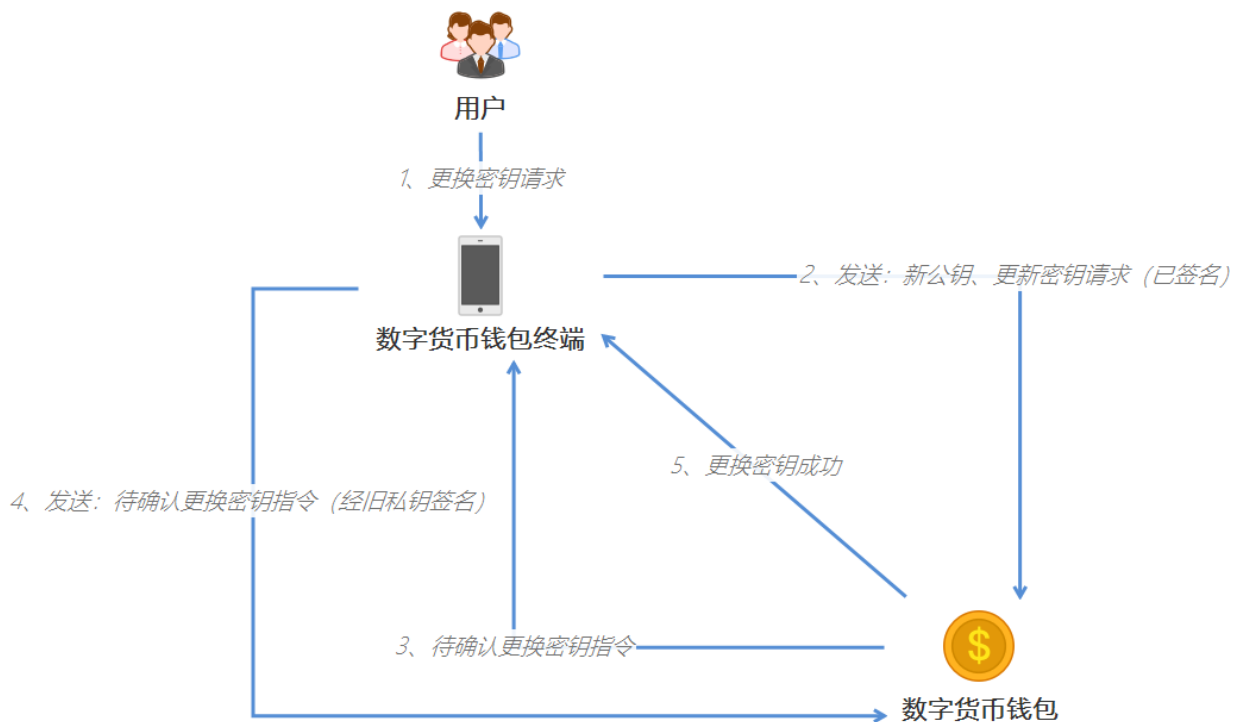 用户
1、更换密钥请求
2、发送：新公钥、更新密钥请求（已签名）
数字货币钱包终端
5、更换密钥成功
4、发送：待确认更换密钥指令（经旧私钥签名）
3、待确认更换密钥指令
$
数字货币钱包